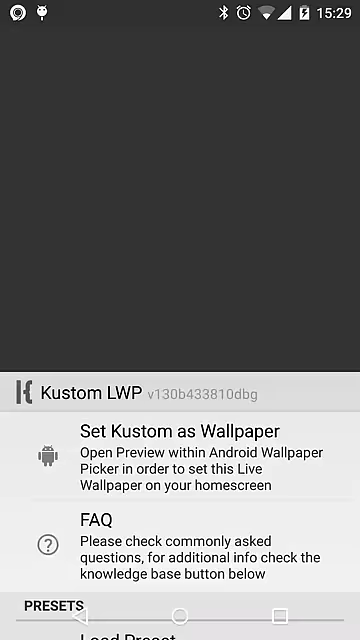 15:29
Kustom LWP v130b433810dbg
Set Kustom as Wallpaper
Open Preview within Android Wallpaper
Picker in order to set this Live
Wallpaper on your homescreen
FAQ
Please check commonly asked
questions, for additional info check the
knowledge base button below
PRESETS
Load Preset